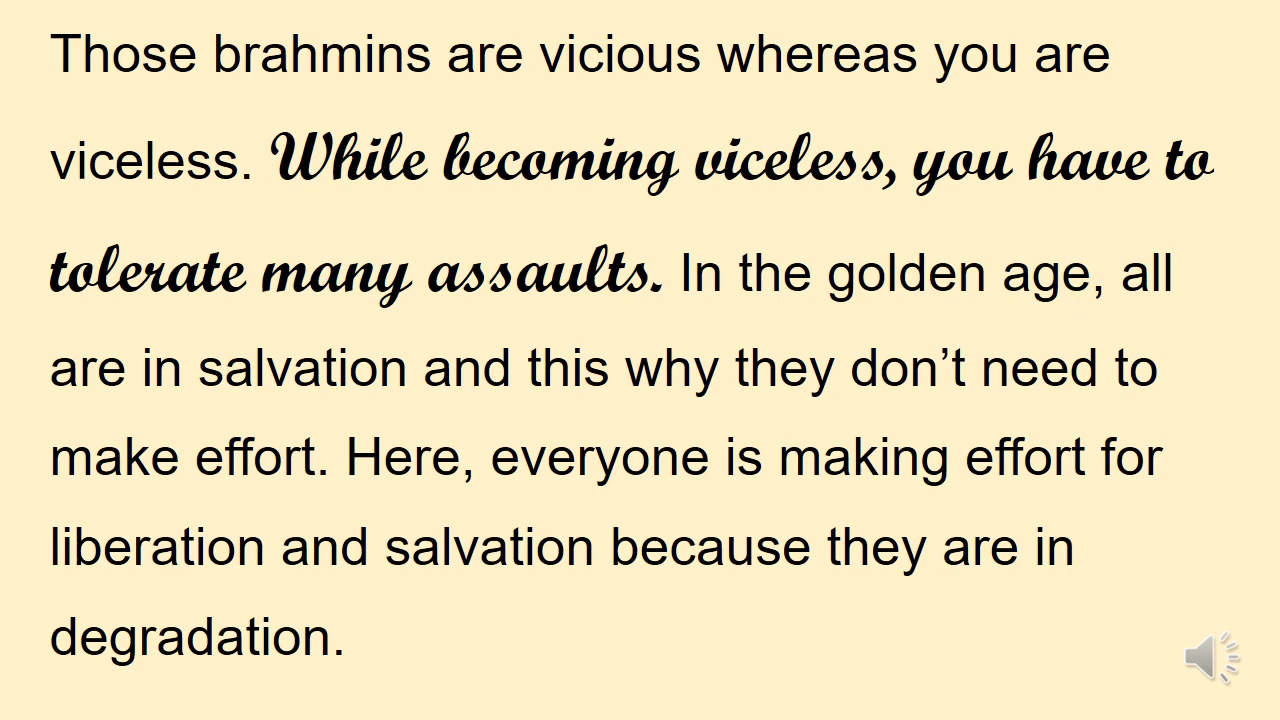 Those brahmins are vicious whereas you are
viceless. While becoming viceless, you have to
tolerate many assaults. In the golden age, all
are in salvation and this why they don’t need to
make effort. Here, everyone is making effort for
liberation and salvation because they are in
degradation.